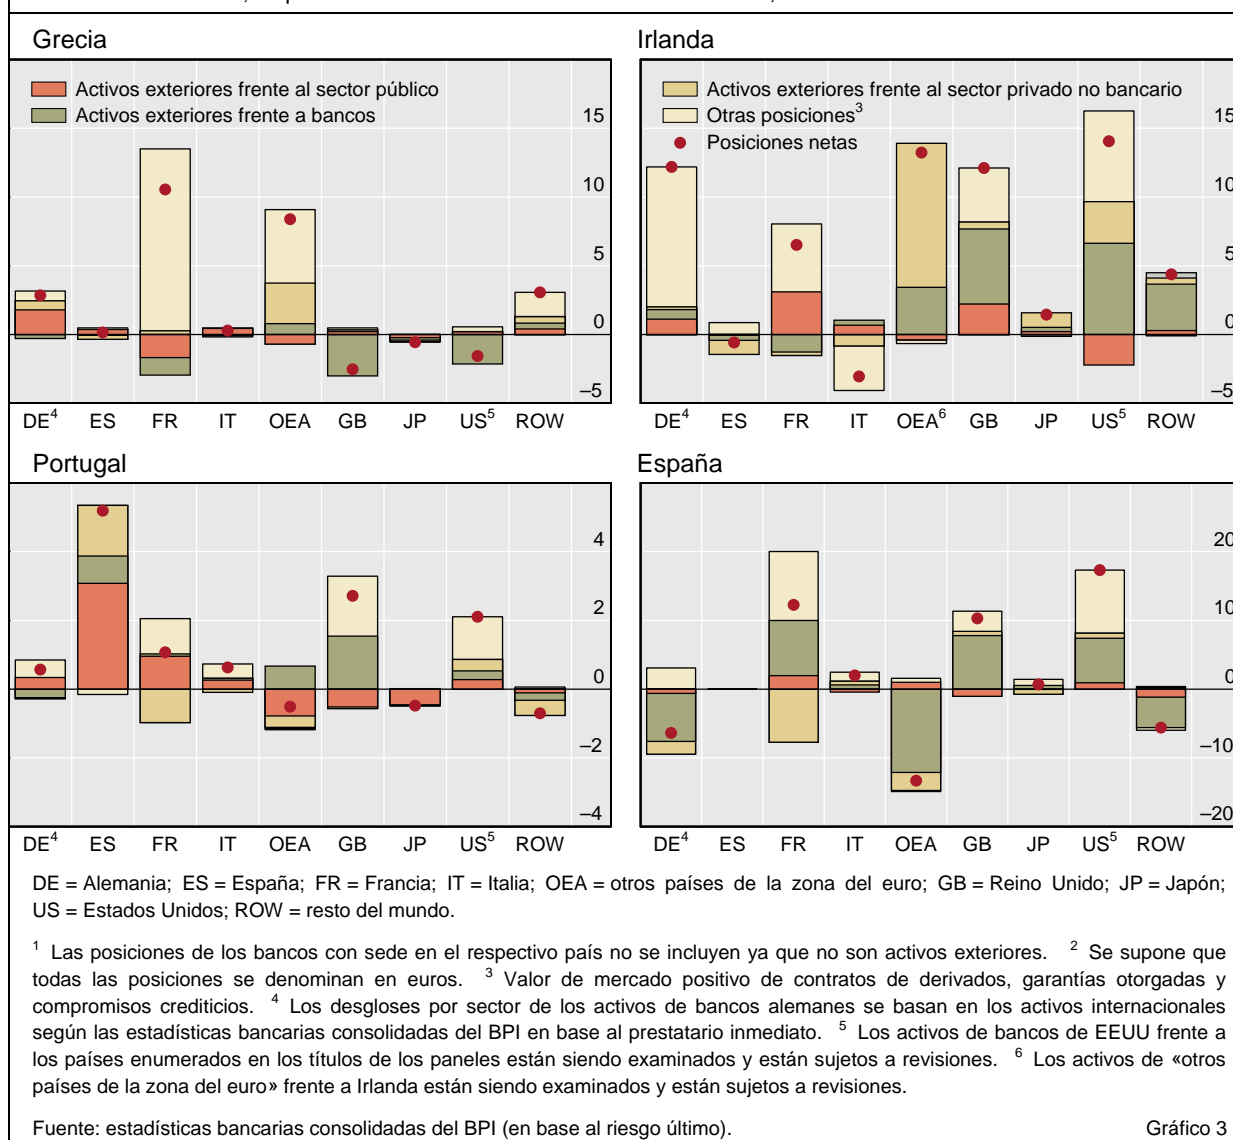 Grecia
Irlanda
Activos exteriores frente al sector público
Activos exteriores frente a bancos
Activos exteriores frente al sector privado no bancario
Otras posiciones3
Posiciones netas
15
10
5
0
–5
15
10
5
0
–5
DE4 ES FR IT OEA GB JP US5 ROW
DE4 ES FR IT OEA6 GB JP US5 ROW
Portugal
España
4
2
0
–2
–4
20
10
0
–10
–20
DE4 ES FR IT OEA GB JP US5 ROW
DE4 ES FR IT OEA GB JP US5 ROW
DE = Alemania; ES = España; FR = Francia; IT = Italia; OEA = otros países de la zona del euro; GB = Reino Unido; JP = Japón;
US = Estados Unidos; ROW = resto del mundo.
1 Las posiciones de los bancos con sede en el respectivo país no se incluyen ya que no son activos exteriores. 2 Se supone que
todas las posiciones se denominan en euros. 3 Valor de mercado positivo de contratos de derivados, garantías otorgadas y
compromisos crediticios. 4 Los desgloses por sector de los activos de bancos alemanes se basan en los activos internacionales
según las estadísticas bancarias consolidadas del BPI en base al prestatario inmediato. 5 Los activos de bancos de EEUU frente a
los países enumerados en los títulos de los paneles están siendo examinados y están sujetos a revisiones. 6 Los activos de «otros
países de la zona del euro» frente a Irlanda están siendo examinados y están sujetos a revisiones.
Fuente: estadísticas bancarias consolidadas del BPI (en base al riesgo último). Gráfico 3